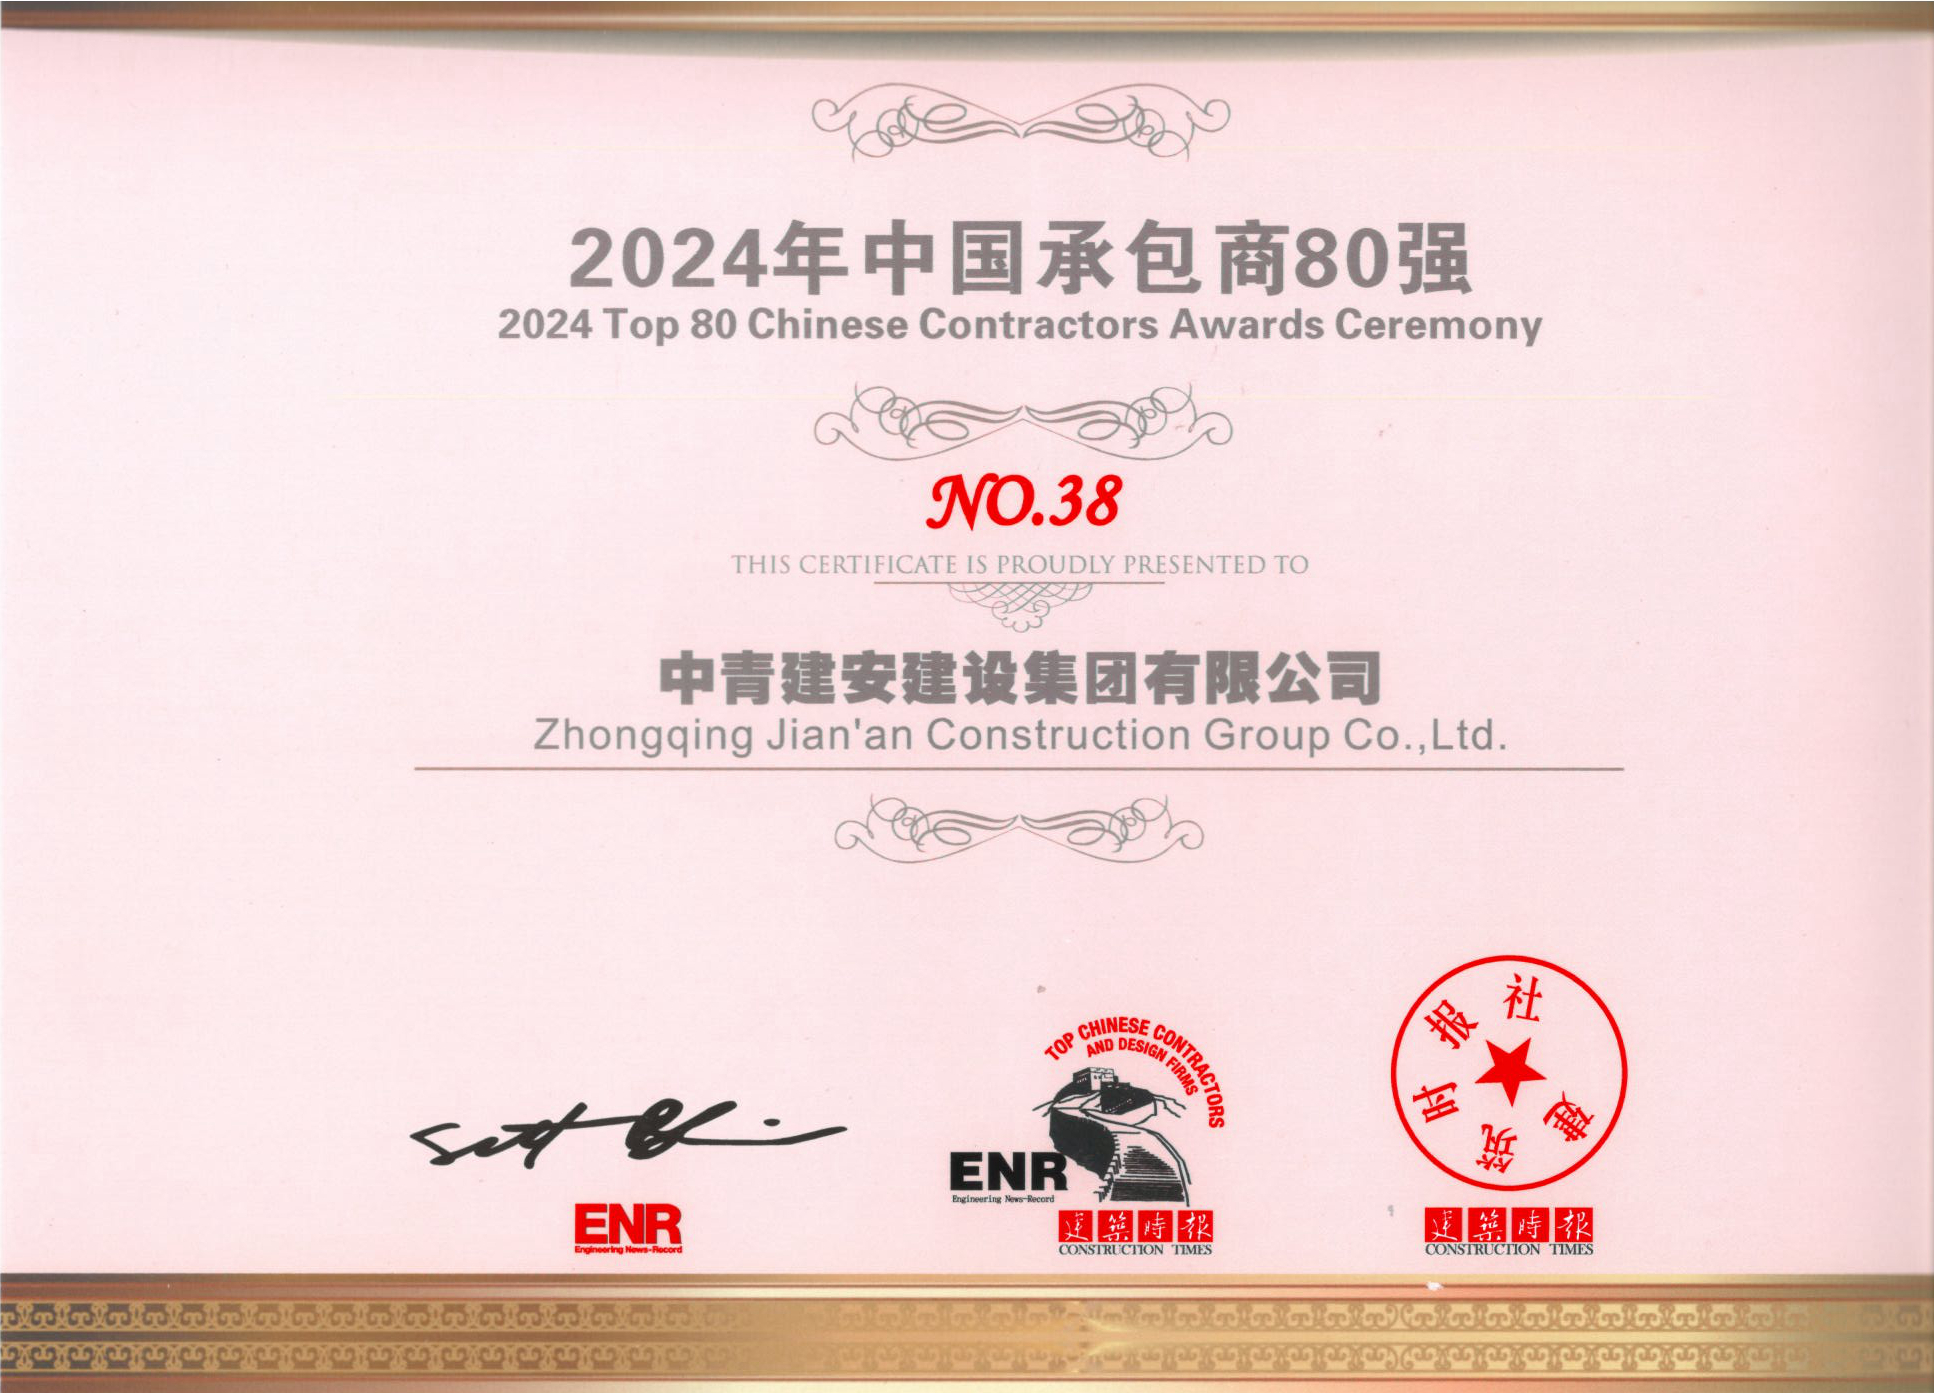 2024年中国承包商80强
2024 Top 80 Chinese Contractors Awards Ceremony
NO.38
THIS CERTIFICATE IS PROUDLY PRESENTED TO
中青建安建设集团有限公司
Zhongqing Jian'an Construction Group Co.,Ltd.
ENR
Engineering News-Record
TOP CHINESE CONTRACTORS
AND DESIGN FIRMS
ENR
Engineering News-Record
建築時報
CONSTRUCTION TIMES
建筑时报社
建築時報
CONSTRUCTION TIMES